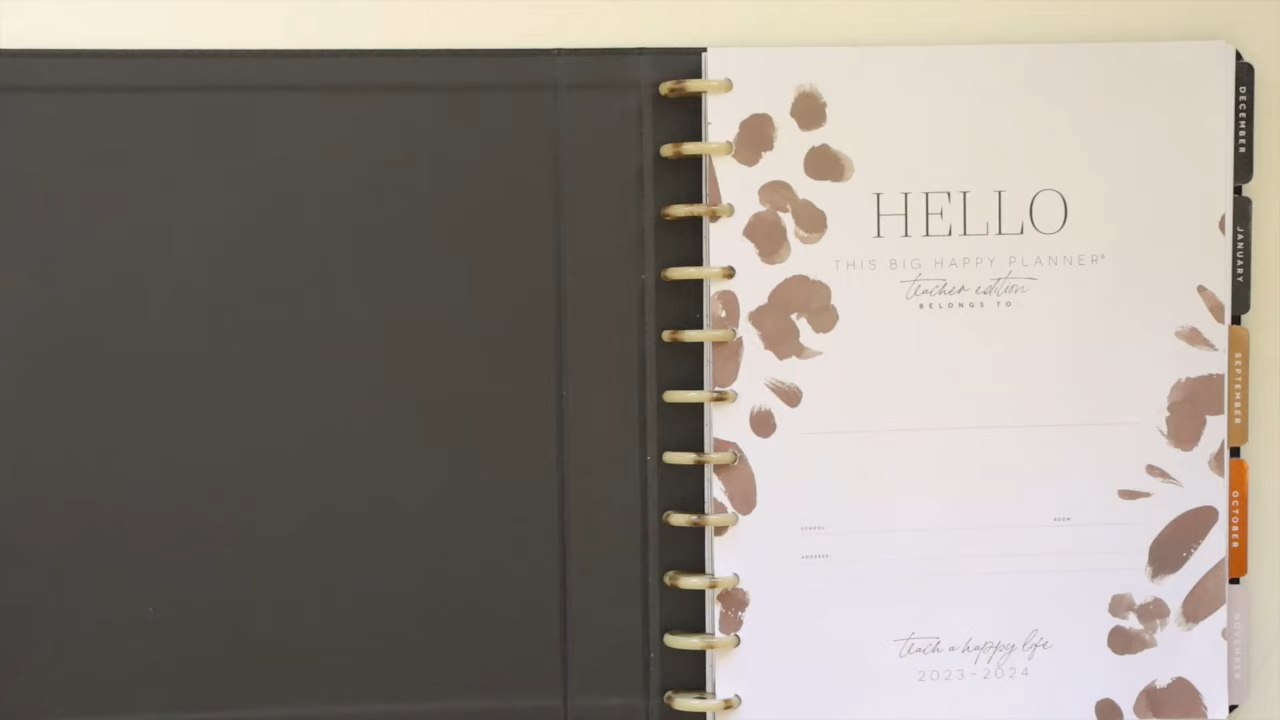 HELLO
THIS BIG HAPPY PLANNER®
teacher edition
BELONGS TO
SCHOOL
ROOM
ADDRESS
teach a happy life
2023-2024
DECEMBER
JANUARY
SEPTEMBER
OCTOBER
NOVEMBER